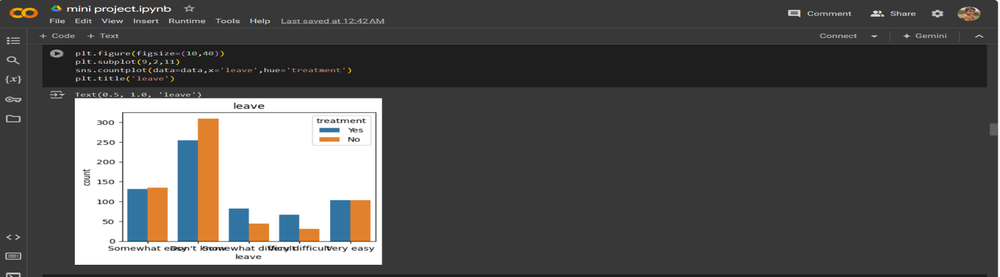 mini project.ipynb
File Edit View Insert Runtime Tools Help Last saved at 12:42 AM
Comment Share
+ Code + Text
Connect Gemini
{x}
plt.figure(figsize=(10,40))
plt.subplot(9,2,11)
sns.countplot(data=data,x='leave',hue='treatment')
plt.title('leave')
Text(0.5, 1.0, 'leave')
leave
treatment
Yes
No
300
250
200
150
100
50
0
count
Somewhat easy Don't know Somewhat difficult Very difficult Very easy
leave